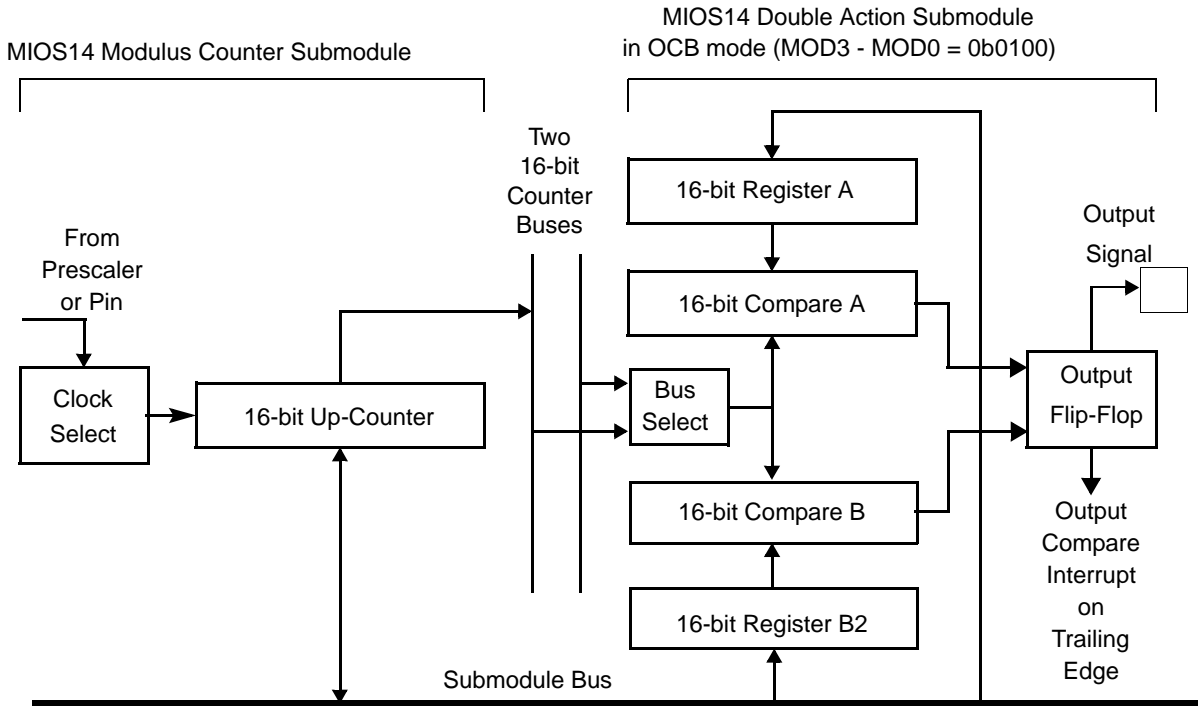 MIOS14 Modulus Counter Submodule
MIOS14 Double Action Submodule
in OCB mode (MOD3 - MOD0 = 0b0100)
Two
16-bit
Counter
Buses
From
Prescaler
or Pin
Clock
Select
16-bit Up-Counter
16-bit Register A
16-bit Compare A
Bus
Select
16-bit Compare B
16-bit Register B2
Output
Signal
Output
Flip-Flop
Output
Compare
Interrupt
on
Trailing
Edge
Submodule Bus